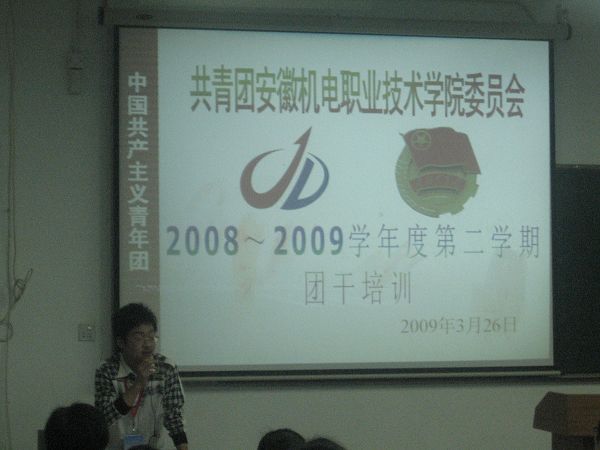 中国共产主义青年团
共青团安徽机电职业技术学院委员会
2008～2009学年度第二学期
团干培训
2009年3月26日